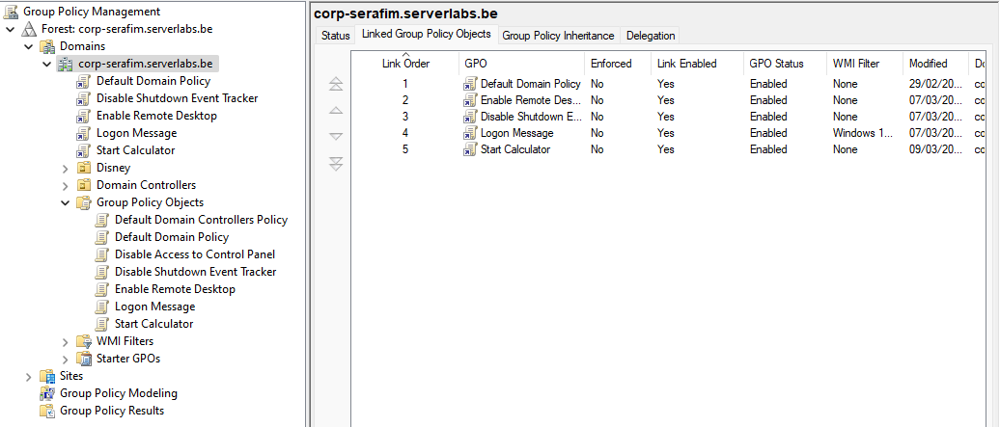 Group Policy Management
Forest: corp-serafim.serverlabs.be
Domains
corp-serafim.serverlabs.be
Default Domain Policy
Disable Shutdown Event Tracker
Enable Remote Desktop
Logon Message
Start Calculator
Disney
Domain Controllers
Group Policy Objects
Default Domain Controllers Policy
Default Domain Policy
Disable Access to Control Panel
Disable Shutdown Event Tracker
Enable Remote Desktop
Logon Message
Start Calculator
WMI Filters
Starter GPOs
Sites
Group Policy Modeling
Group Policy Results
corp-serafim.serverlabs.be
Status Linked Group Policy Objects Group Policy Inheritance Delegation
Link Order GPO Enforced Link Enabled GPO Status WMI Filter Modified Do
1 Default Domain Policy No Yes Enabled None 29/02/20... co
2 Enable Remote Des... No Yes Enabled None 07/03/20... co
3 Disable Shutdown E... No Yes Enabled None 07/03/20... co
4 Logon Message No Yes Enabled Windows 1... 07/03/20... co
5 Start Calculator No Yes Enabled None 09/03/20... co